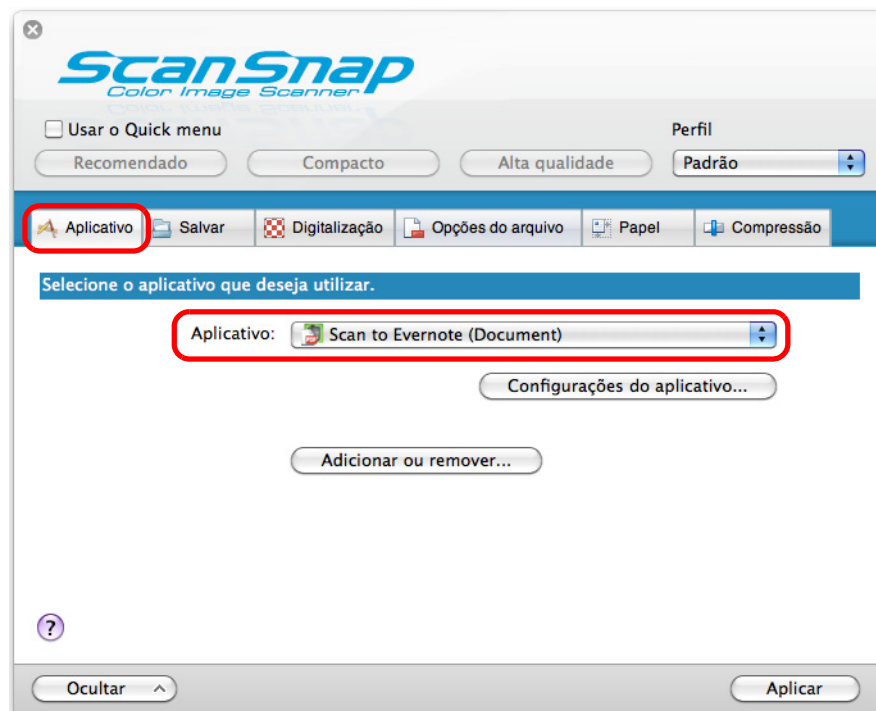 ScanSnap
Color Image Scanner
Usar o Quick menu
Perfil
Recomendado
Compacto
Alta qualidade
Padrão
Aplicativo
Salvar
Digitalização
Opções do arquivo
Papel
Compressão
Selecione o aplicativo que deseja utilizar.
Aplicativo: Scan to Evernote (Document)
Configurações do aplicativo...
Adicionar ou remover...
?
Ocultar
Aplicar